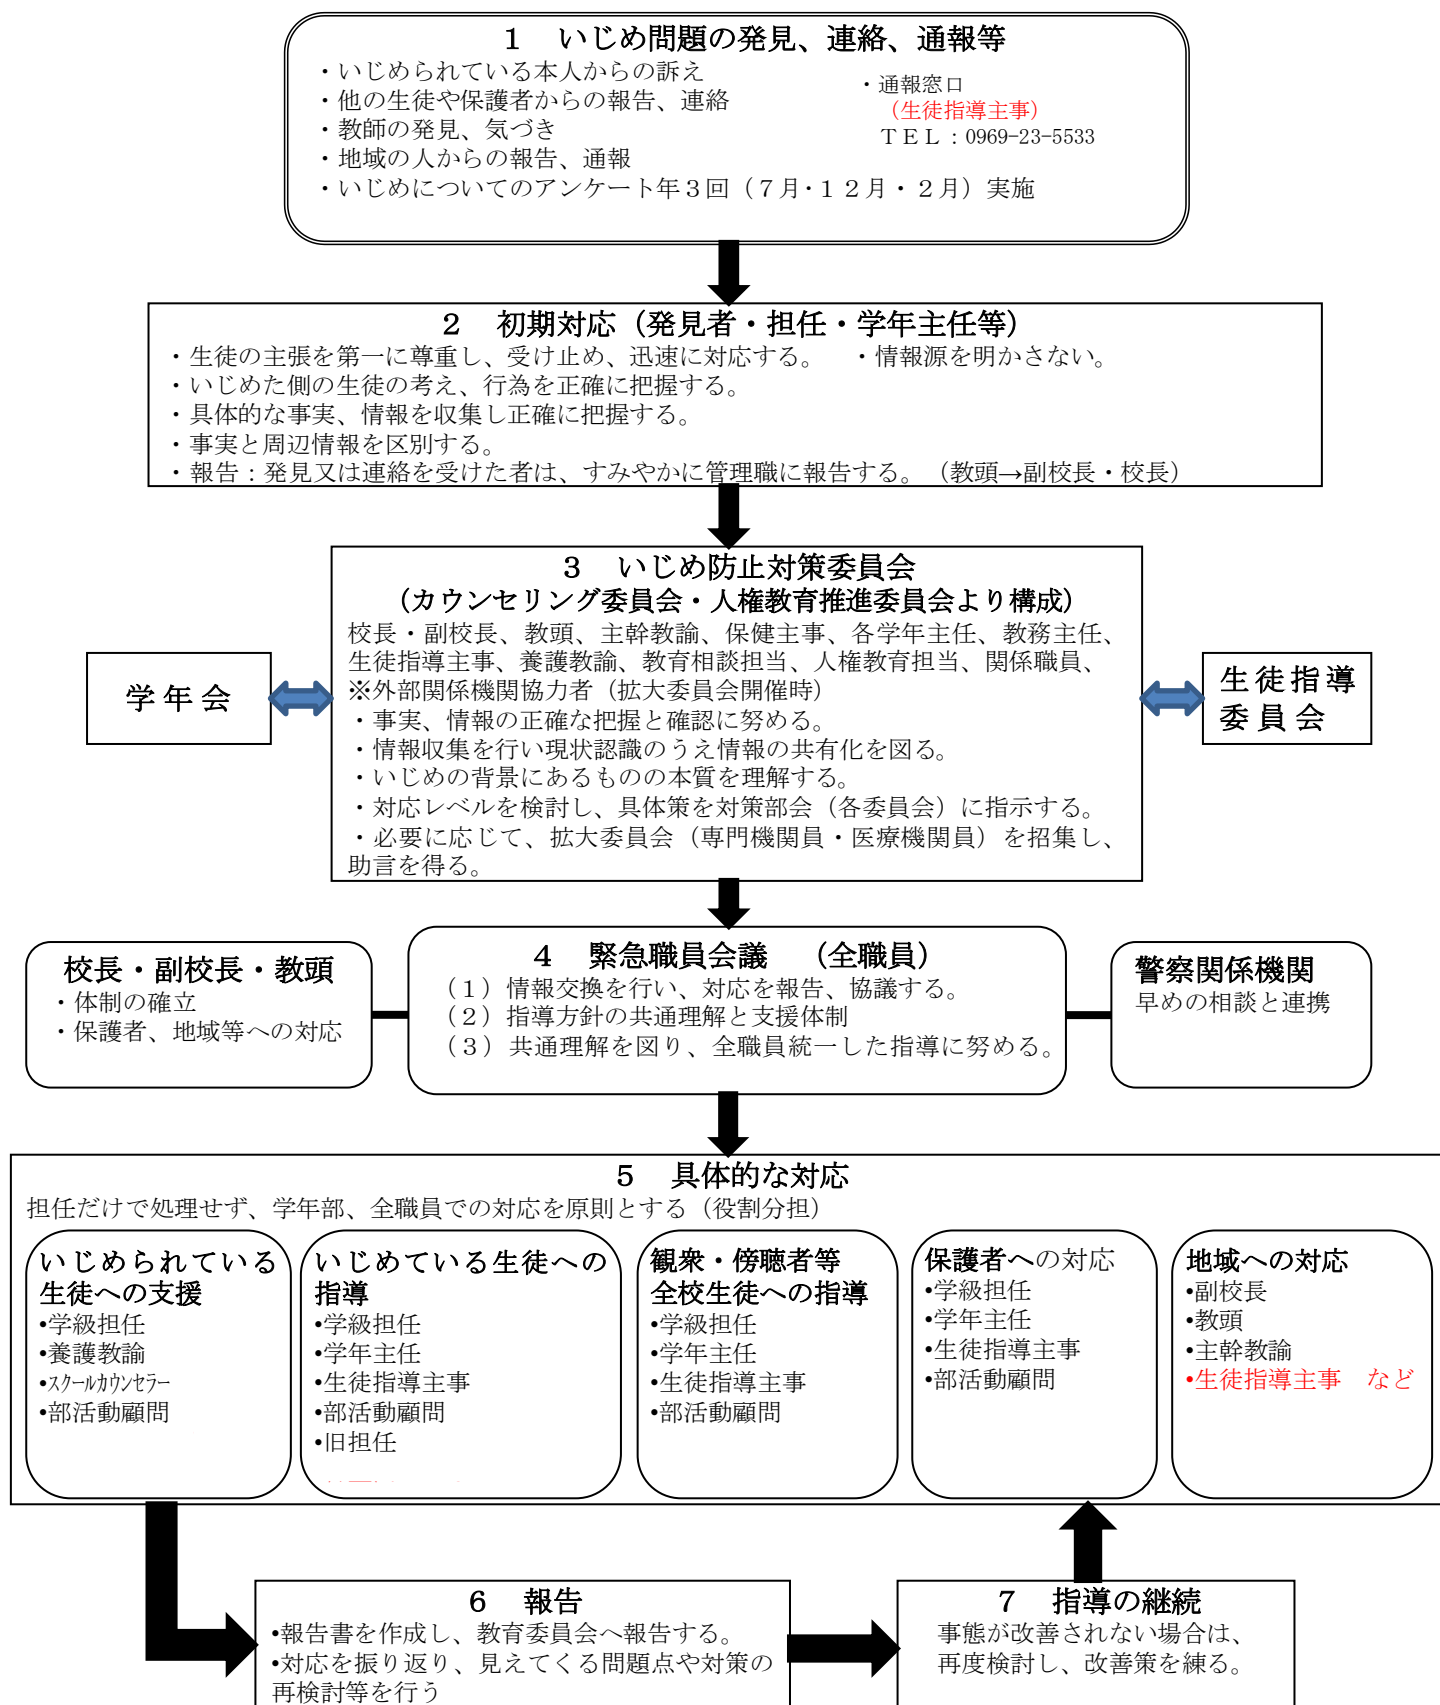 １　いじめ問題の発見、連絡、通報等
・いじめられている本人からの訴え
・他の生徒や保護者からの報告、連絡
・教師の発見、気づき
・地域の人からの報告、通報
・いじめについてのアンケート年３回（７月・１２月・２月）実施
・通報窓口
（生徒指導主事）
ＴＥＬ：0969-23-5533
２　初期対応（発見者・担任・学年主任等）
・生徒の主張を第一に尊重し、受け止め、迅速に対応する。　・情報源を明かさない。
・いじめた側の生徒の考え、行為を正確に把握する。
・具体的な事実、情報を収集し正確に把握する。
・事実と周辺情報を区別する。
・報告：発見又は連絡を受けた者は、すみやかに管理職に報告する。（教頭→副校長・校長）
３　いじめ防止対策委員会
（カウンセリング委員会・人権教育推進委員会より構成）
校長・副校長、教頭、主幹教諭、保健主事、各学年主任、教務主任、
生徒指導主事、養護教諭、教育相談担当、人権教育担当、関係職員、
※外部関係機関協力者（拡大委員会開催時）
・事実、情報の正確な把握と確認に努める。
・情報収集を行い現状認識のうえ情報の共有化を図る。
・いじめの背景にあるものの本質を理解する。
・対応レベルを検討し、具体策を対策部会（各委員会）に指示する。
・必要に応じて、拡大委員会（専門機関員・医療機関員）を招集し、
助言を得る。
学年会
生徒指導
委員会
校長・副校長・教頭
・体制の確立
・保護者、地域等への対応
４　緊急職員会議　（全職員）
（１）情報交換を行い、対応を報告、協議する。
（２）指導方針の共通理解と支援体制
（３）共通理解を図り、全職員統一した指導に努める。
警察関係機関
早めの相談と連携
５　具体的な対応
担任だけで処理せず、学年部、全職員での対応を原則とする（役割分担）
いじめられている
生徒への支援
•学級担任
•養護教諭
•ｽｸｰﾙｶｳﾝｾﾗｰ
•部活動顧問
いじめている生徒への
指導
•学級担任
•学年主任
•生徒指導主事
•部活動顧問
•旧担任
観衆・傍聴者等
全校生徒への指導
•学級担任
•学年主任
•生徒指導主事
•部活動顧問
保護者への対応
•学級担任
•学年主任
•生徒指導主事
•部活動顧問
地域への対応
•副校長
•教頭
•主幹教諭
•生徒指導主事　など
６　報告
•報告書を作成し、教育委員会へ報告する。
•対応を振り返り、見えてくる問題点や対策の
再検討等を行う
７　指導の継続
事態が改善されない場合は、
再度検討し、改善策を練る。